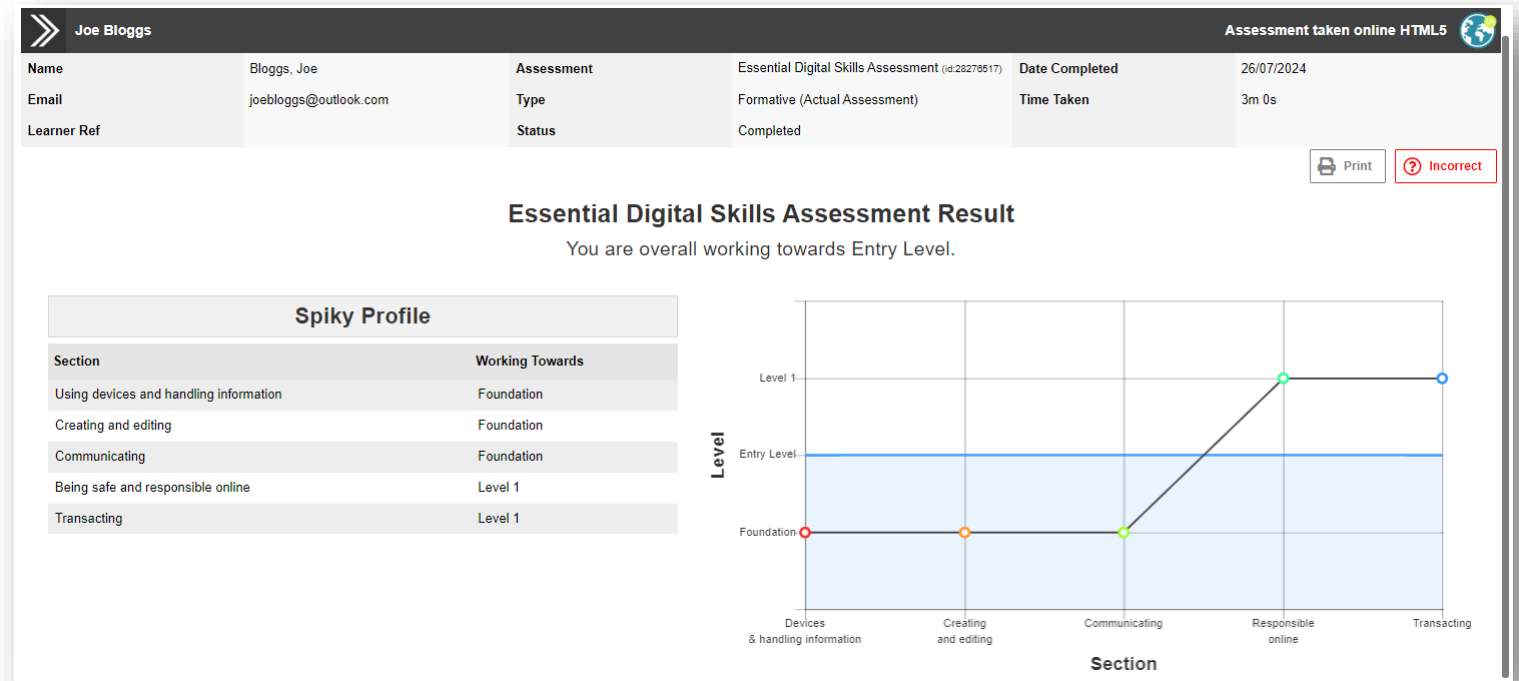 Joe Bloggs
Assessment taken online HTML5
Name Bloggs, Joe Assessment Essential Digital Skills Assessment (id:28276517) Date Completed 26/07/2024
Email joebloggs@outlook.com Type Formative (Actual Assessment) Time Taken 3m 0s
Learner Ref Status Completed
Print
Incorrect
Essential Digital Skills Assessment Result
You are overall working towards Entry Level.
Spiky Profile
Section Working Towards
Using devices and handling information Foundation
Creating and editing Foundation
Communicating Foundation
Being safe and responsible online Level 1
Transacting Level 1
Level
Level 1
Entry Level
Foundation
Devices
& handling information
Creating
and editing
Communicating
Responsible
online
Transacting
Section